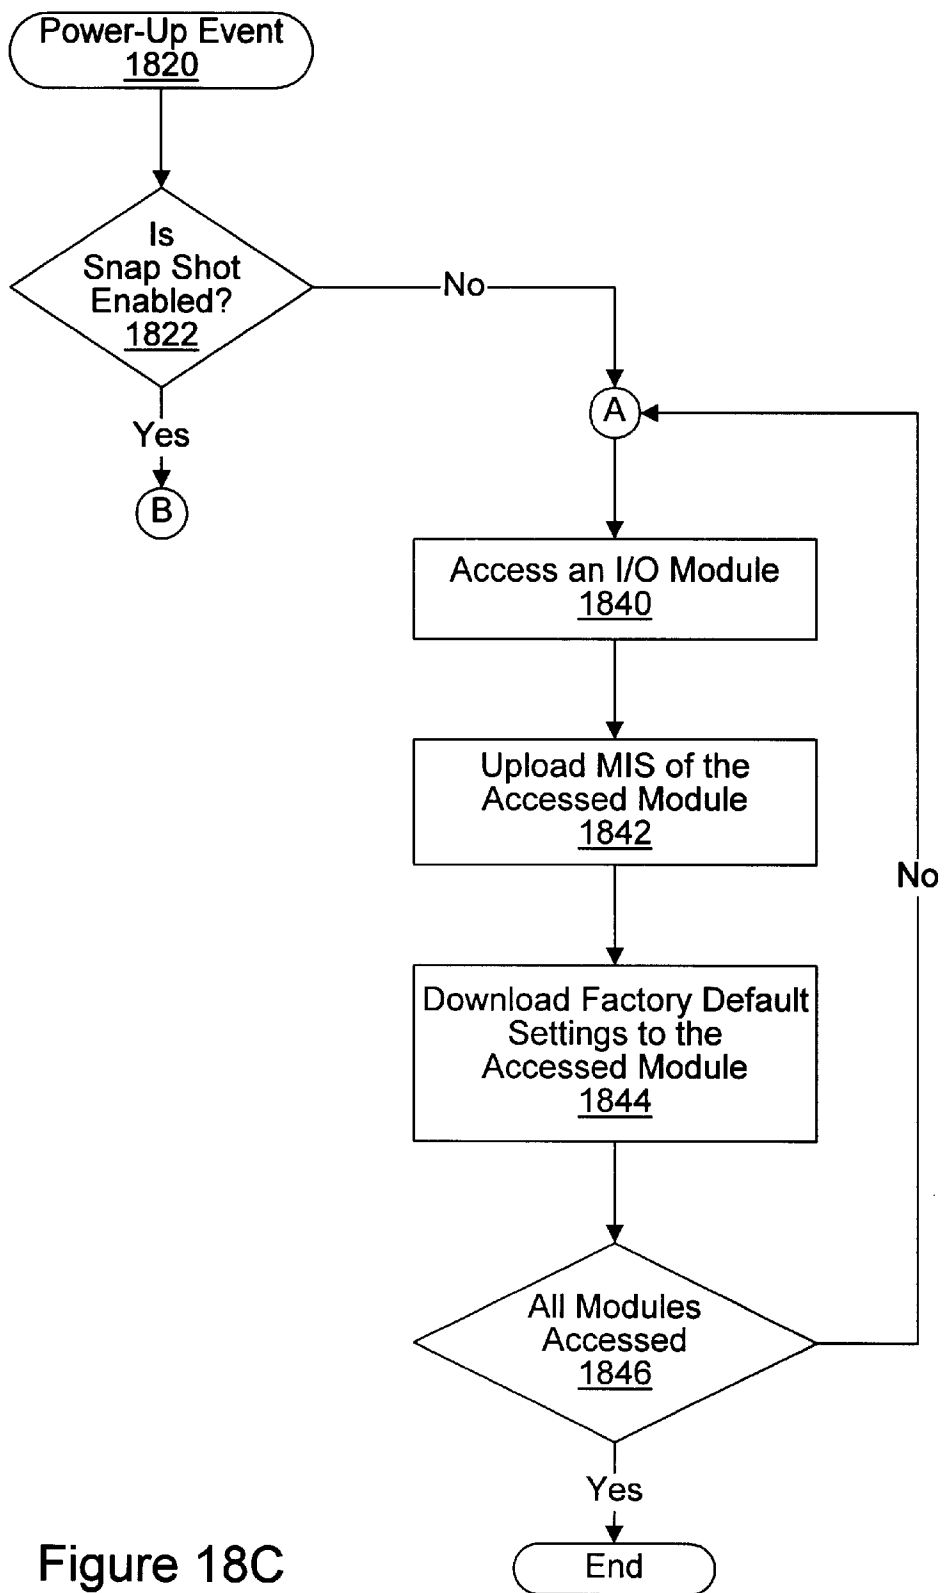 Power-Up Event
1820
Is
Snap Shot
Enabled?
1822
No
Yes
B
A
Access an I/O Module
1840
Upload MIS of the
Accessed Module
1842
Download Factory Default
Settings to the
Accessed Module
1844
No
All Modules
Accessed
1846
Yes
End
Figure 18C